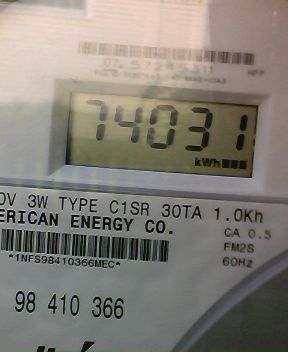 74031
kWh
0V 3W TYPE C1SR 30TA 1.0Kh
ERICAN ENERGY CO. CA 0.5
FM2S
*1NFS98410366MEC* 60Hz
98 410 366